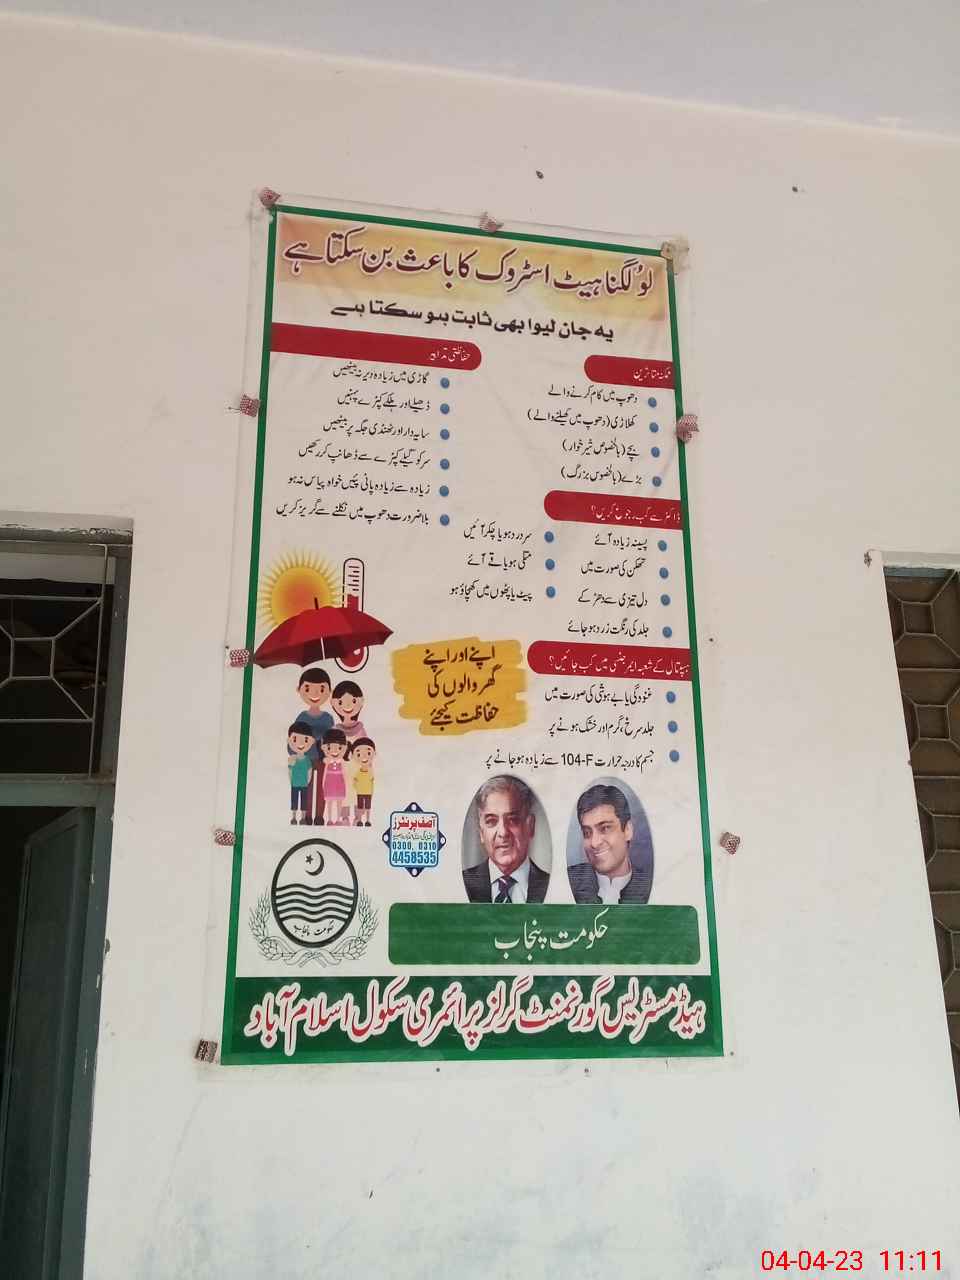 لُو لگنا ہیٹ اسٹروک کا باعث بن سکتا ہے
یہ جان لیوا بھی ثابت ہو سکتا ہے
ممکنہ متاثرین
دھوپ میں کام کرنے والے
کھلاڑی (دھوپ میں کھیلنے والے)
بچے (بالخصوص شیر خوار)
بڑے (بالخصوص بزرگ)
حفاظتی تدابیر
گاڑی میں زیادہ دیر نہ بیٹھیں
ڈھیلے اور ہلکے کپڑے پہنیں
سایہ دار اور ٹھنڈی جگہ پر بیٹھیں
سر کو گیلے کپڑے سے ڈھانپ کر رکھیں
زیادہ سے زیادہ پانی پئیں خواہ پیاس نہ ہو
بلا ضرورت دھوپ میں نکلنے سے گریز کریں
ڈاکٹر سے کب رجوع کریں؟
پسینہ زیادہ آئے
تھکن کی صورت میں
دل تیزی سے دھڑکے
جلد کی رنگت زرد ہو جائے
سر درد ہو یا چکر آئیں
متلی ہو یا قے آئے
پیٹ یا پٹھوں میں کھچاؤ ہو
ہسپتال کے شعبہ ایمرجنسی میں کب جائیں؟
غنودگی یا بے ہوشی کی صورت میں
جلد سرخ، گرم اور خشک ہونے پر
جسم کا درجہ حرارت 104-F سے زیادہ ہو جانے پر
اپنے اور اپنے
گھر والوں کی
حفاظت کیجئے
آصف پرنٹرز
0300, 0310
4458535
حکومت پنجاب
حکومت پنجاب
ہیڈ مسٹریس گورنمنٹ گرلز پرائمری سکول اسلام آباد
04-04-23 11:11